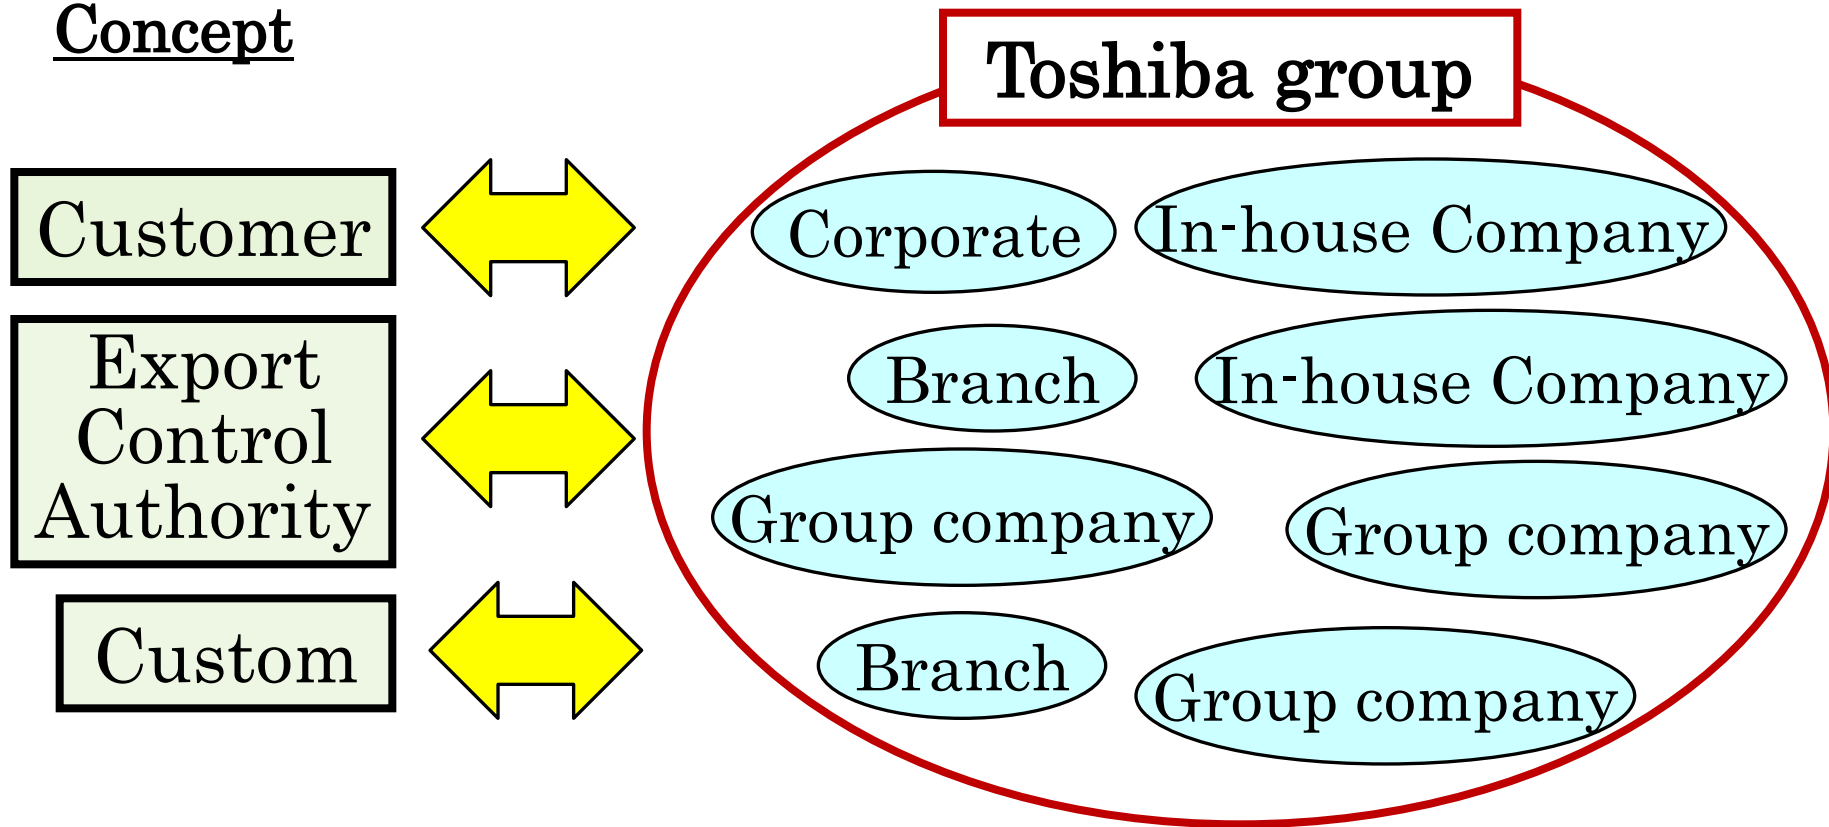 Concept
Toshiba group
Customer
Export
Control
Authority
Custom
Corporate
In-house Company
Branch
In-house Company
Group company
Group company
Branch
Group company